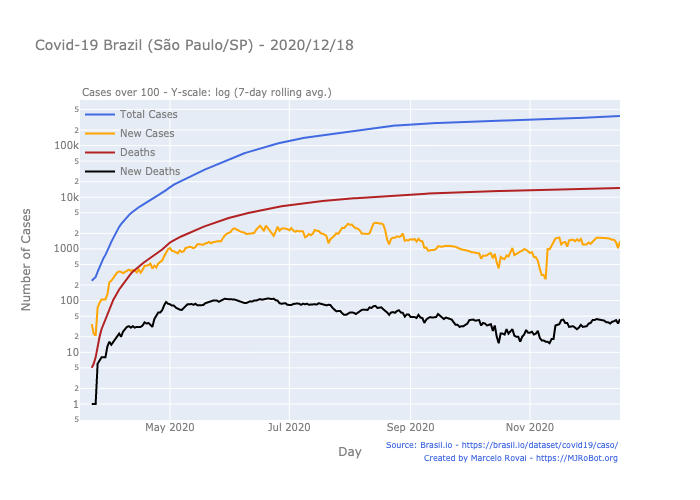 Covid-19 Brazil (São Paulo/SP) - 2020/12/18
Cases over 100 - Y-scale: log (7-day rolling avg.)
Total Cases
New Cases
Deaths
New Deaths
Number of Cases
5
100k
5
2
10k
5
2
1000
5
2
100
5
2
10
5
2
1
5
May 2020
Jul 2020
Sep 2020
Nov 2020
Day
Source: Brasil.io - https://brasil.io/dataset/covid19/caso/
Created by Marcelo Rovai - https://MJRoBot.org